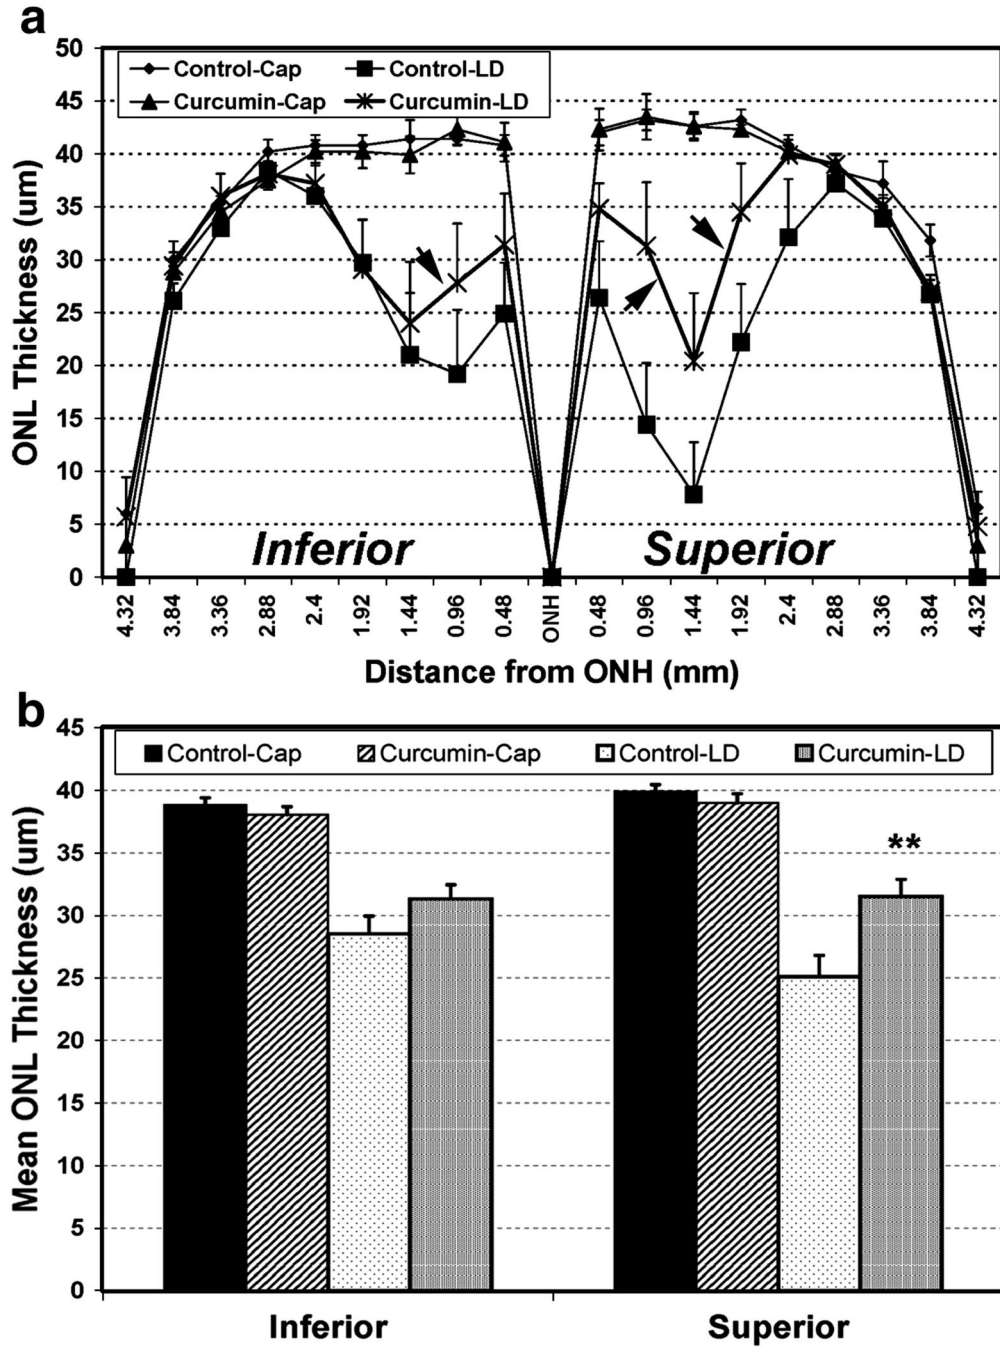 a
50
45
40
35
30
25
20
15
10
5
0
ONL Thickness (um)
Control-Cap Control-LD
Curcumin-Cap Curcumin-LD
Inferior Superior
4.32 3.84 3.36 2.88 2.4 1.92 1.44 0.96 0.48 ONH 0.48 0.96 1.44 1.92 2.4 2.88 3.36 3.84 4.32
Distance from ONH (mm)
b
45
40
35
30
25
20
15
10
5
0
Mean ONL Thickness (um)
Control-Cap Curcumin-Cap Control-LD Curcumin-LD
**
Inferior Superior